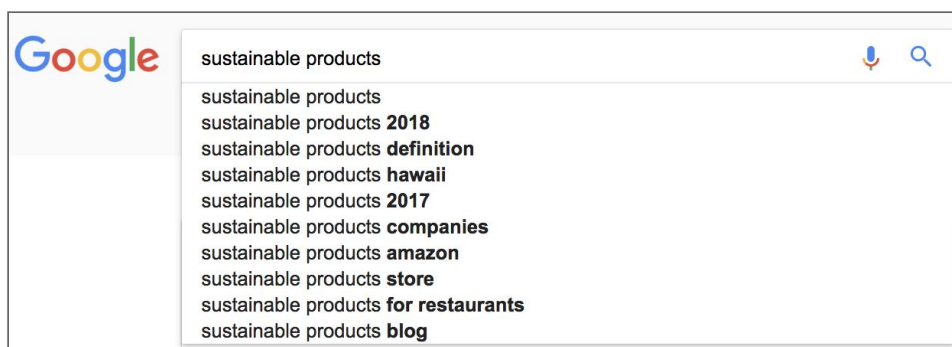 Google
sustainable products
sustainable products
sustainable products 2018
sustainable products definition
sustainable products hawaii
sustainable products 2017
sustainable products companies
sustainable products amazon
sustainable products store
sustainable products for restaurants
sustainable products blog